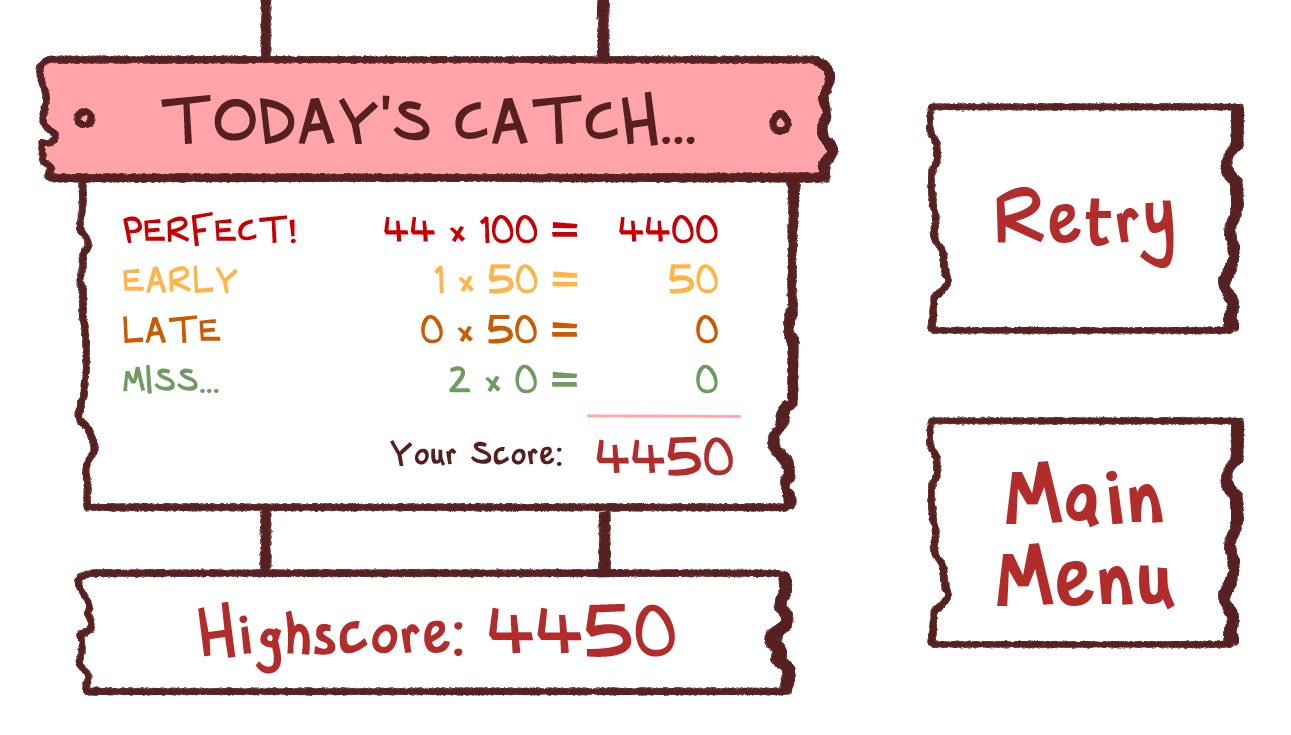 TODAY'S CATCH...
PERFECT! 44 x 100 = 4400
EARLY 1 x 50 = 50
LATE 0 x 50 = 0
MISS... 2 x 0 = 0
Your Score: 4450
Highscore: 4450
Retry
Main
Menu